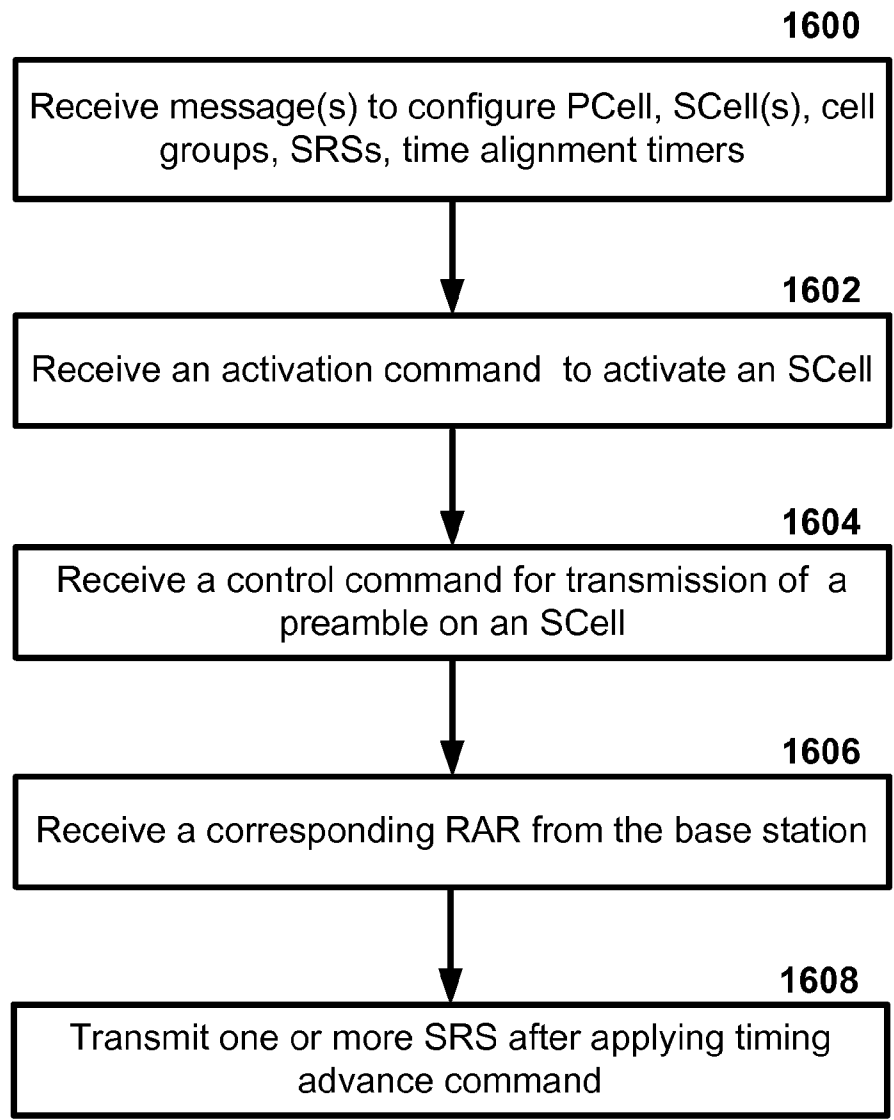 1600
Receive message(s) to configure PCell, SCell(s), cell
groups, SRSs, time alignment timers
1602
Receive an activation command  to activate an SCell
1604
Receive a control command for transmission of  a
preamble on an SCell
1606
Receive a corresponding RAR from the base station
1608
Transmit one or more SRS after applying timing
advance command